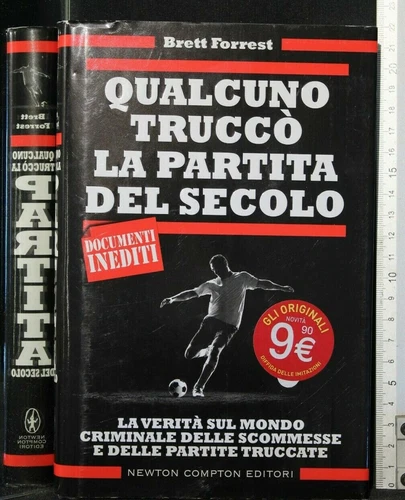 Brett Forrest
QUALCUNO
TRUCCÒ
LA PARTITA
DEL SECOLO
DOCUMENTI
INEDITI
GLI ORIGINALI
NOVITÀ
9 90
€
DIFFIDA DELLE IMITAZIONI
LA VERITÀ SUL MONDO
CRIMINALE DELLE SCOMMESSE
E DELLE PARTITE TRUCCATE
NEWTON COMPTON EDITORI
Brett
Forrest
QUALCUNO
TRUCCÒ LA
PARTITA
DEL SECOLO
NEWTON
COMPTON
EDITORI